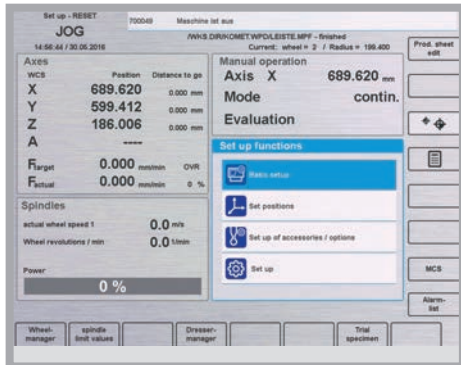 Set up - RESET
JOG
14:56:44 / 30.05.2016
700049 Maschine ist aus
/WKS.DIR/KOMET.WPD/LEISTE.MPF - finished
Current: wheel = 2 / Radius = 199.400
Axes
WCS Position Distance to go
X 689.620 0.000 mm
Y 599.412 0.000 mm
Z 186.006 0.000 mm
A ----
Ftarget 0.000 mm/min OVR
Factual 0.000 mm/min 0 %
Spindles
actual wheel speed 1 0.0 m/s
Wheel revolutions / min 0.0 1/min
Power
0 %
Manual operation
Axis X 689.620 mm
Mode contin.
Evaluation
Set up functions
setup
Set positions
Set up of accessories / options
Set up
Prod. sheet edit
MCS
Alarm-list
Wheel-manager
spindle limit values
Dresser-manager
Trial specimen